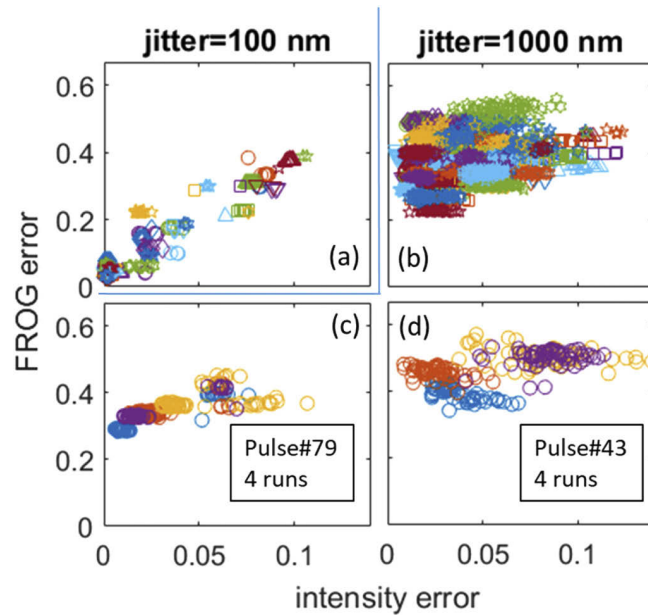 jitter=100 nm
jitter=1000 nm
FROG error
0.6
0.4
0.2
0
(a)
(b)
0.6
0.4
0.2
0
(c)
(d)
Pulse#79
4 runs
Pulse#43
4 runs
0
0.05
0.1
0
0.05
0.1
intensity error